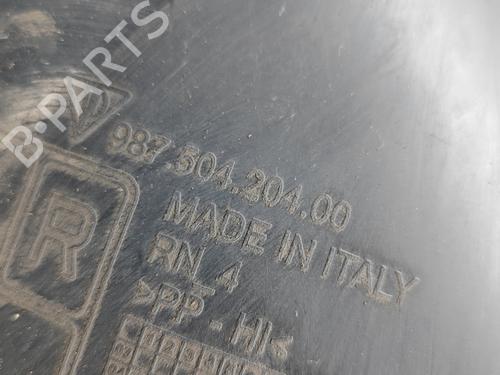 B-PARTS
987 504.204.00
MADE IN ITALY
R
RN 4
>PP - HI<